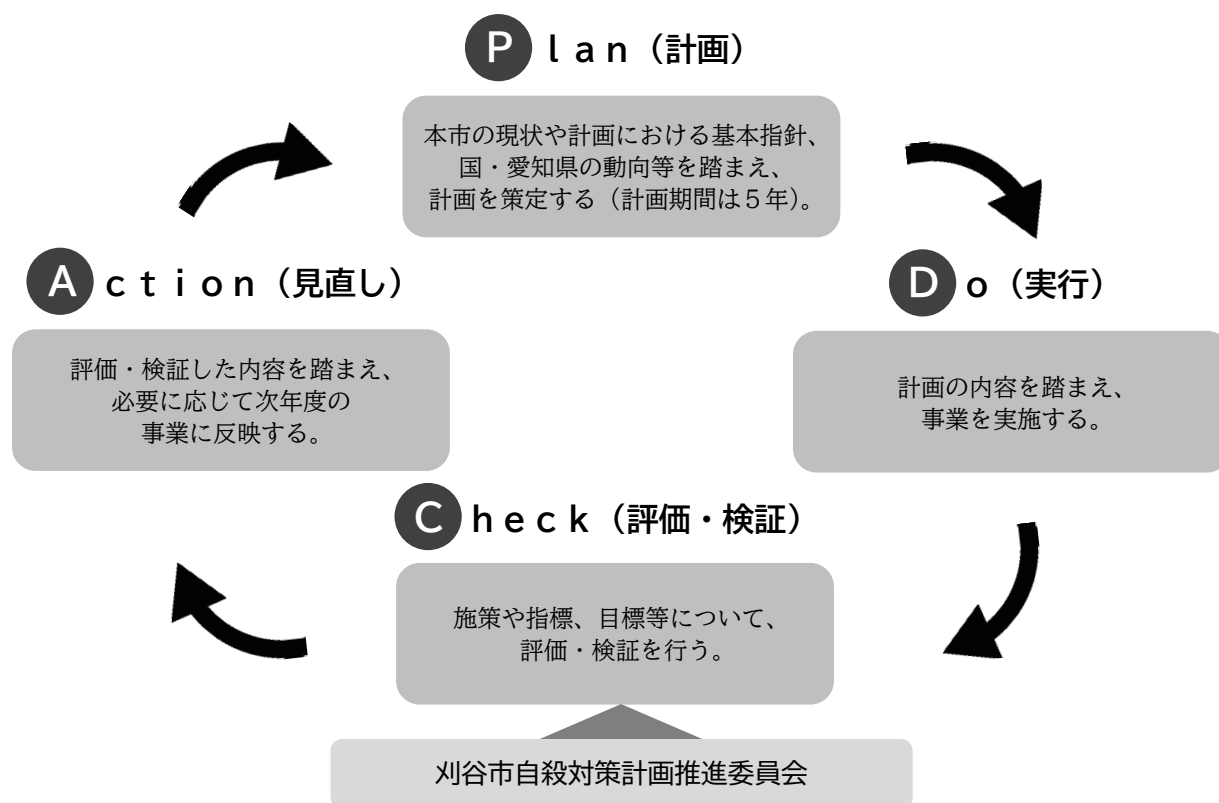 Ｐｌａｎ（計画）
本市の現状や計画における基本指針、
国・愛知県の動向等を踏まえ、
計画を策定する（計画期間は５年）。
Ａｃｔｉｏｎ（見直し）
評価・検証した内容を踏まえ、
必要に応じて次年度の
事業に反映する。
Ｄｏ（実行）
計画の内容を踏まえ、
事業を実施する。
Ｃｈｅｃｋ（評価・検証）
施策や指標、目標等について、
評価・検証を行う。
刈谷市自殺対策計画推進委員会